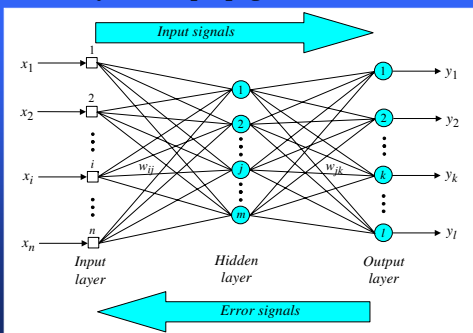 Input signals
1
x1
1
y1
1
2
x2
2
2
y2
i
xi
wij
j
wjk
k
yk
m
n
xn
l
yl
Input
layer
Hidden
layer
Output
layer
Error signals